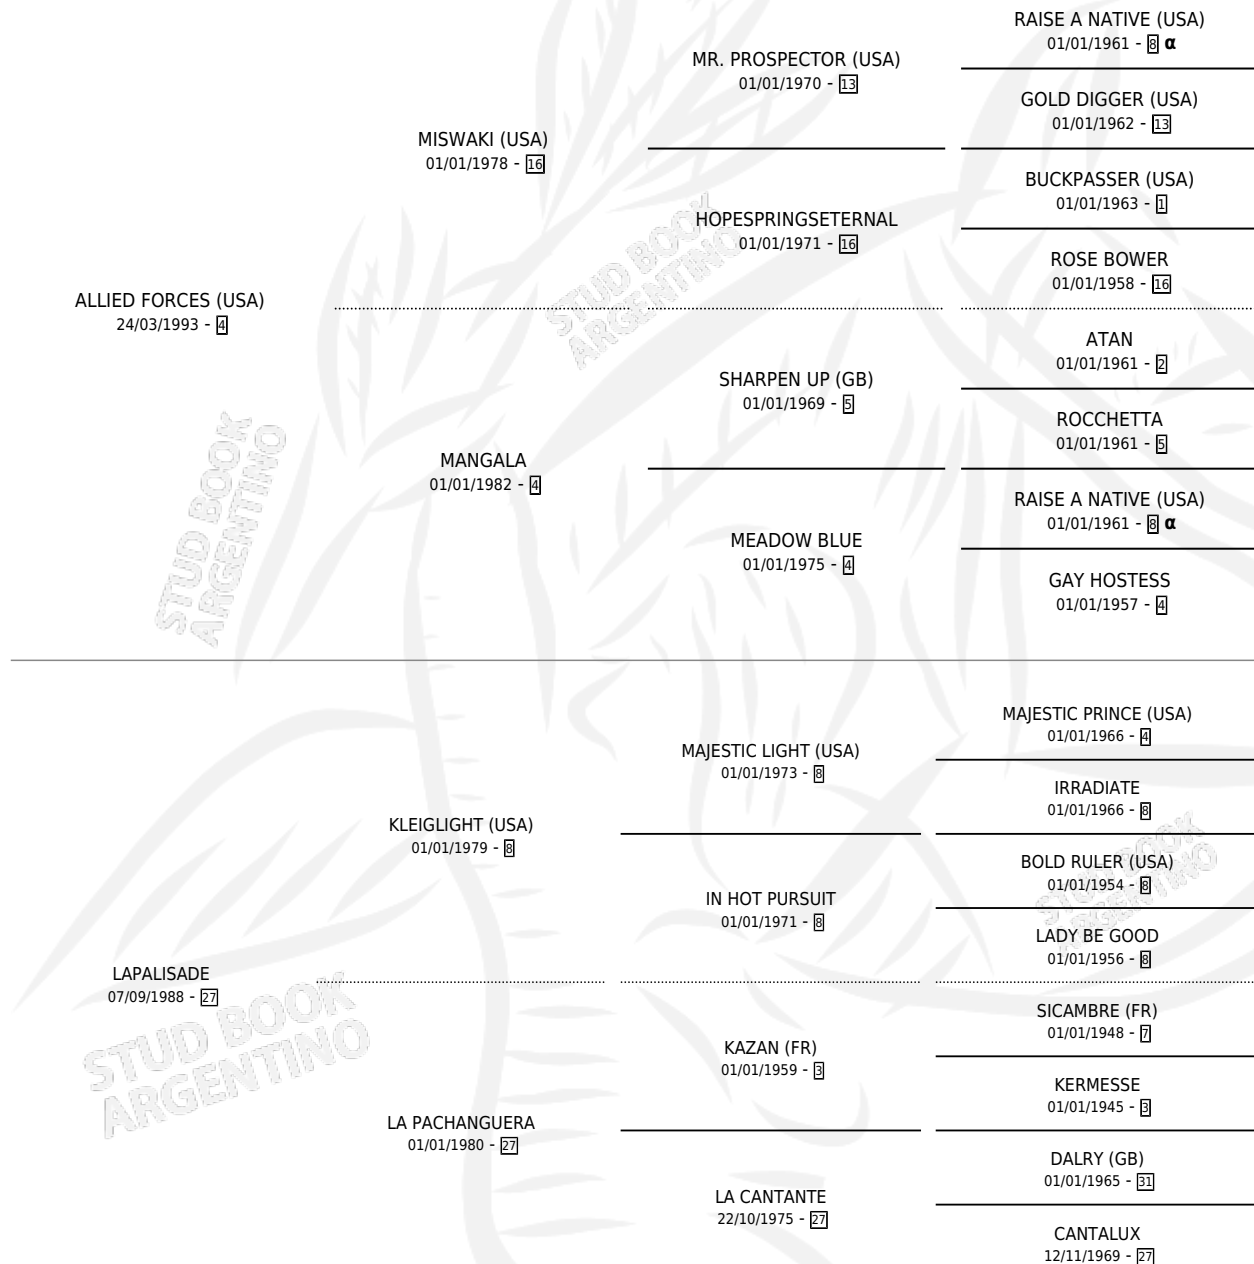 RAISE A NATIVE (USA)
01/01/1961 - 8 α
MR. PROSPECTOR (USA)
01/01/1970 - 13
GOLD DIGGER (USA)
01/01/1962 - 13
MISWAKI (USA)
01/01/1978 - 16
BUCKPASSER (USA)
01/01/1963 - 1
HOPESPRINGSETERNAL
01/01/1971 - 16
ROSE BOWER
01/01/1958 - 16
ALLIED FORCES (USA)
24/03/1993 - 4
STUD BOOK
ARGENTINO
ATAN
01/01/1961 - 2
SHARPEN UP (GB)
01/01/1969 - 5
ROCCHETTA
01/01/1961 - 5
MANGALA
01/01/1982 - 4
STUD BOOK
ARGENTINO
RAISE A NATIVE (USA)
01/01/1961 - 8 α
MEADOW BLUE
01/01/1975 - 4
GAY HOSTESS
01/01/1957 - 4
MAJESTIC PRINCE (USA)
01/01/1966 - 4
MAJESTIC LIGHT (USA)
01/01/1973 - 8
IRRADIATE
01/01/1966 - 8
KLEIGLIGHT (USA)
01/01/1979 - 8
BOLD RULER (USA)
01/01/1954 - 8
STUD BOOK
ARGENTINO
IN HOT PURSUIT
01/01/1971 - 8
LADY BE GOOD
01/01/1956 - 8
LAPALISADE
07/09/1988 - 27
STUD BOOK
ARGENTINO
SICAMBRE (FR)
01/01/1948 - 7
KAZAN (FR)
01/01/1959 - 3
KERMESSE
01/01/1945 - 3
LA PACHANGUERA
01/01/1980 - 27
DALRY (GB)
01/01/1965 - 31
LA CANTANTE
22/10/1975 - 27
CANTALUX
12/11/1969 - 27